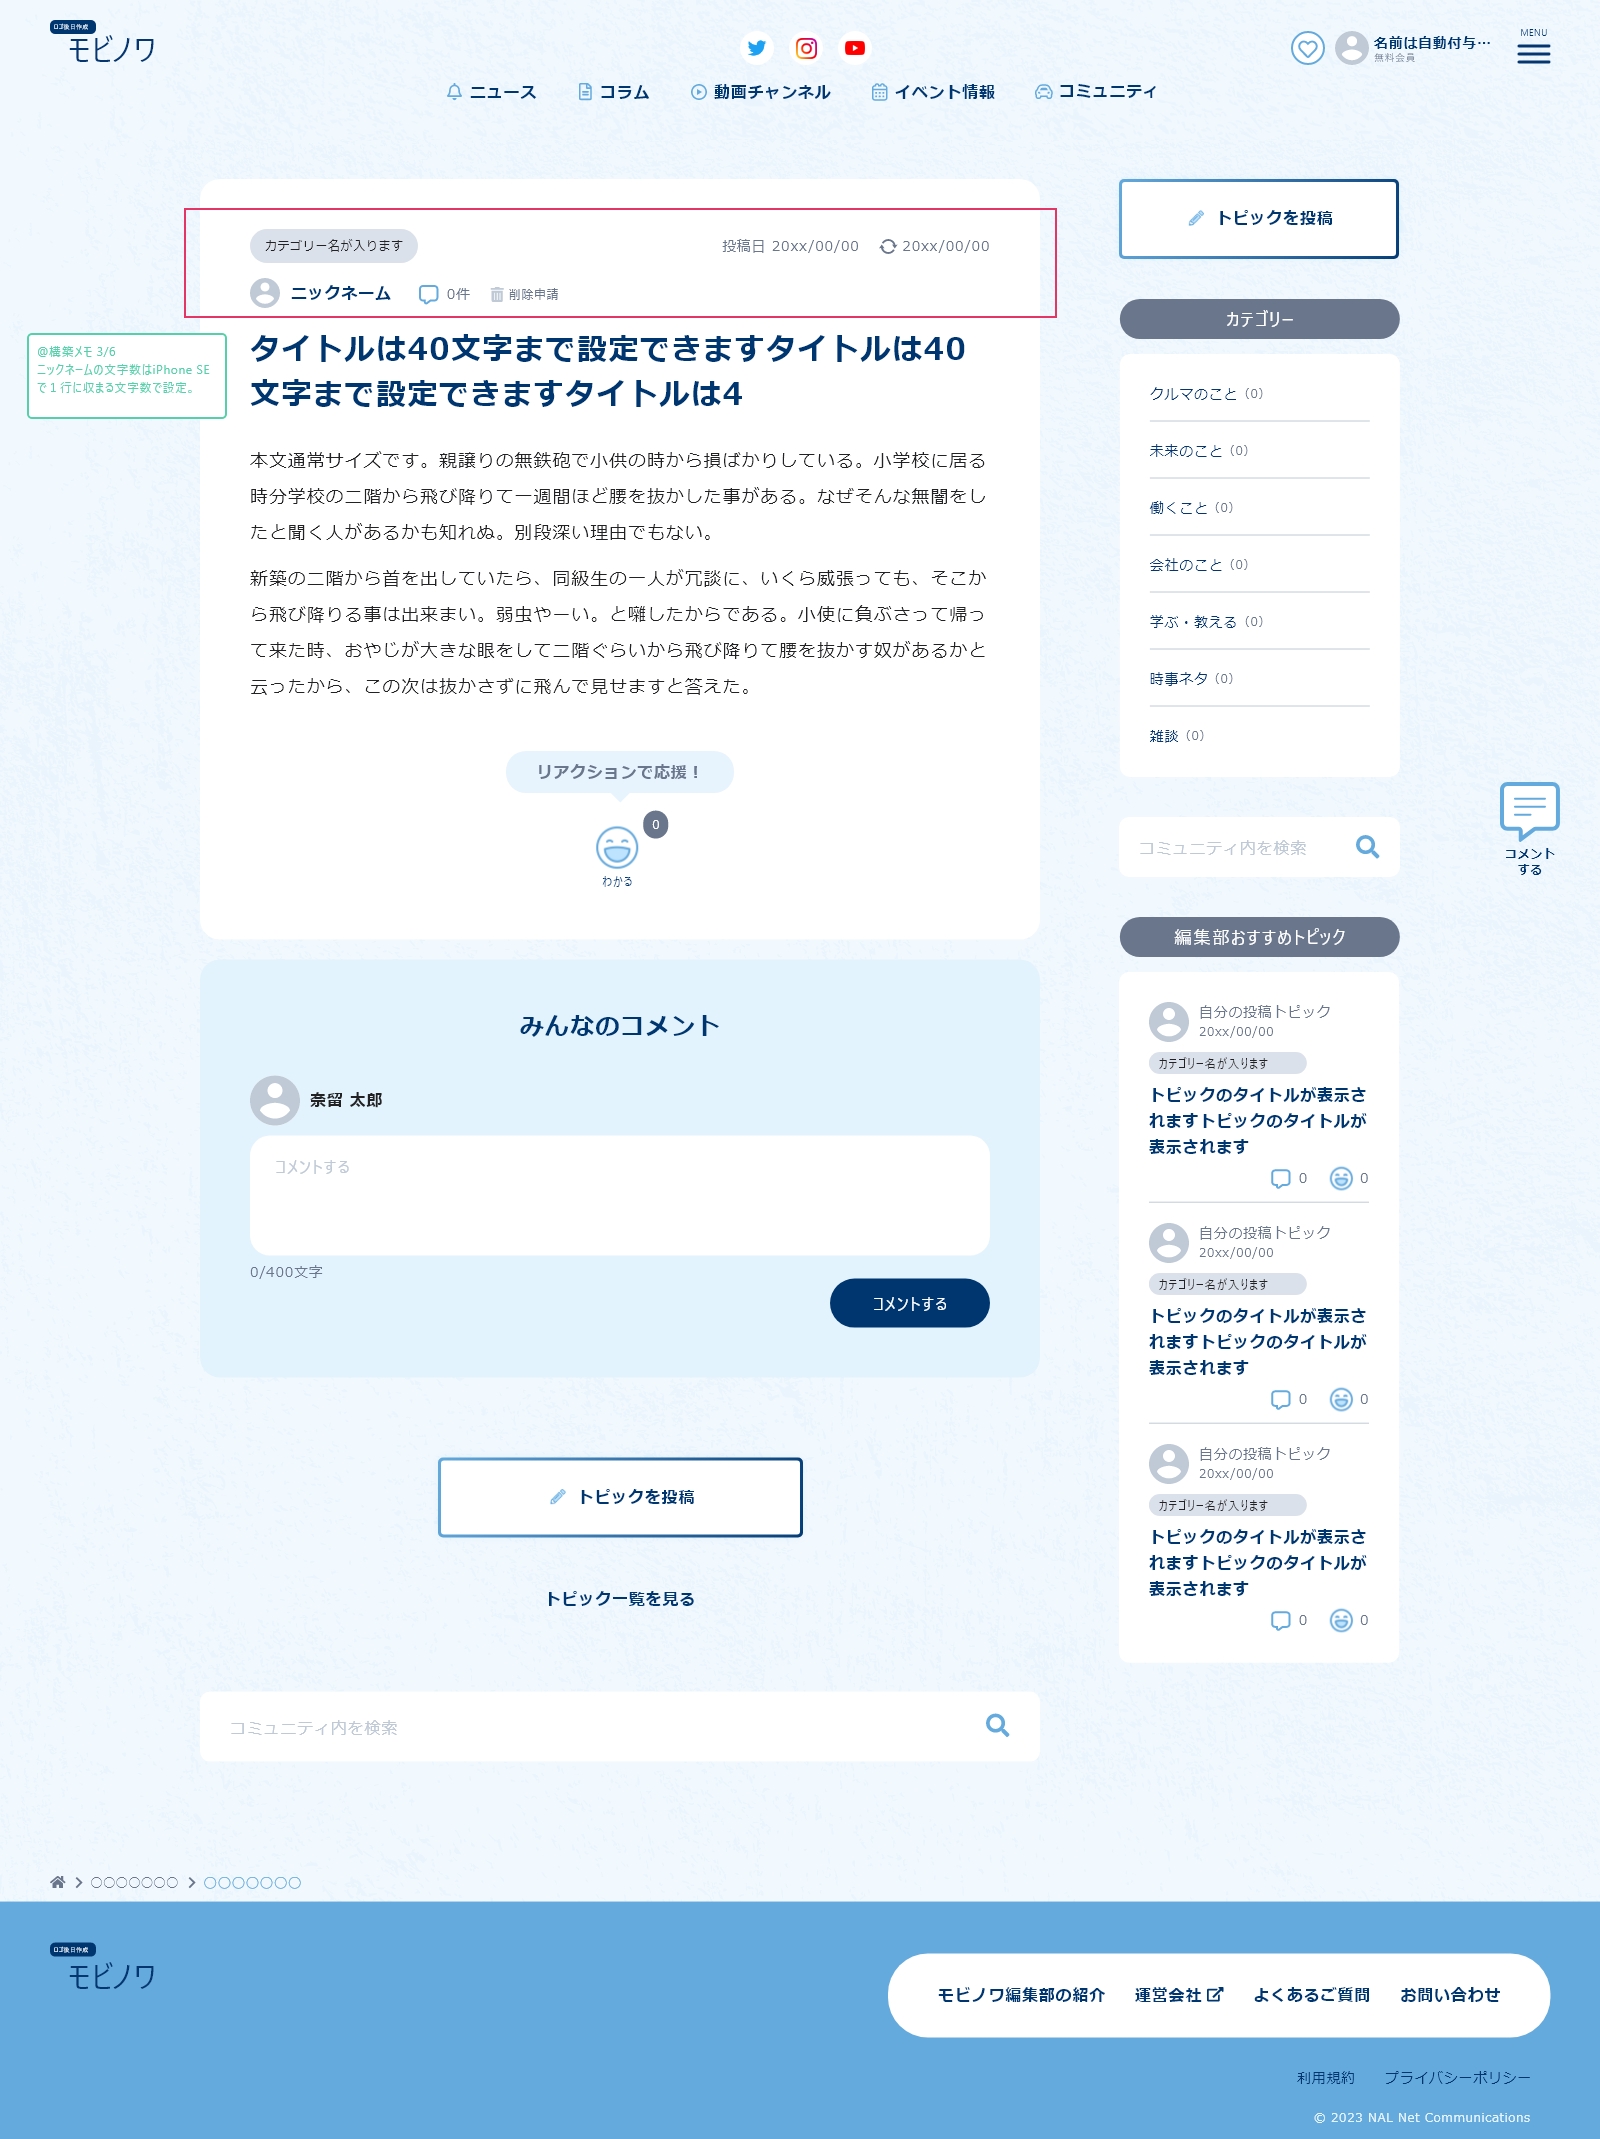 ロゴ後日作成
モビノワ
名前は自動付与…
無料会員
MENU
ニュース
コラム
動画チャンネル
イベント情報
コミュニティ
カテゴリー名が入ります
投稿日 20xx/00/00
20xx/00/00
ニックネーム
0件
削除申請
@構築メモ 3/6
ニックネームの文字数はiPhone SE
で１行に収まる文字数で設定。
タイトルは40文字まで設定できますタイトルは40
文字まで設定できますタイトルは4
本文通常サイズです。親譲りの無鉄砲で小供の時から損ばかりしている。小学校に居る
時分学校の二階から飛び降りて一週間ほど腰を抜かした事がある。なぜそんな無闇をし
たと聞く人があるかも知れぬ。別段深い理由でもない。
新築の二階から首を出していたら、同級生の一人が冗談に、いくら威張っても、そこか
ら飛び降りる事は出来まい。弱虫やーい。と囃したからである。小使に負ぶさって帰っ
て来た時、おやじが大きな眼をして二階ぐらいから飛び降りて腰を抜かす奴があるかと
云ったから、この次は抜かさずに飛んで見せますと答えた。
リアクションで応援！
0
わかる
みんなのコメント
奈留 太郎
コメントする
0/400文字
コメントする
トピックを投稿
トピック一覧を見る
コミュニティ内を検索
トピックを投稿
カテゴリー
クルマのこと（0）
未来のこと（0）
働くこと（0）
会社のこと（0）
学ぶ・教える（0）
時事ネタ（0）
雑談（0）
コミュニティ内を検索
コメント
する
編集部おすすめトピック
自分の投稿トピック
20xx/00/00
カテゴリー名が入ります
トピックのタイトルが表示さ
れますトピックのタイトルが
表示されます
0
0
自分の投稿トピック
20xx/00/00
カテゴリー名が入ります
トピックのタイトルが表示さ
れますトピックのタイトルが
表示されます
0
0
自分の投稿トピック
20xx/00/00
カテゴリー名が入ります
トピックのタイトルが表示さ
れますトピックのタイトルが
表示されます
0
0
〇〇〇〇〇〇〇
〇〇〇〇〇〇〇
ロゴ後日作成
モビノワ
モビノワ編集部の紹介
運営会社
よくあるご質問
お問い合わせ
利用規約
プライバシーポリシー
© 2023 NAL Net Communications